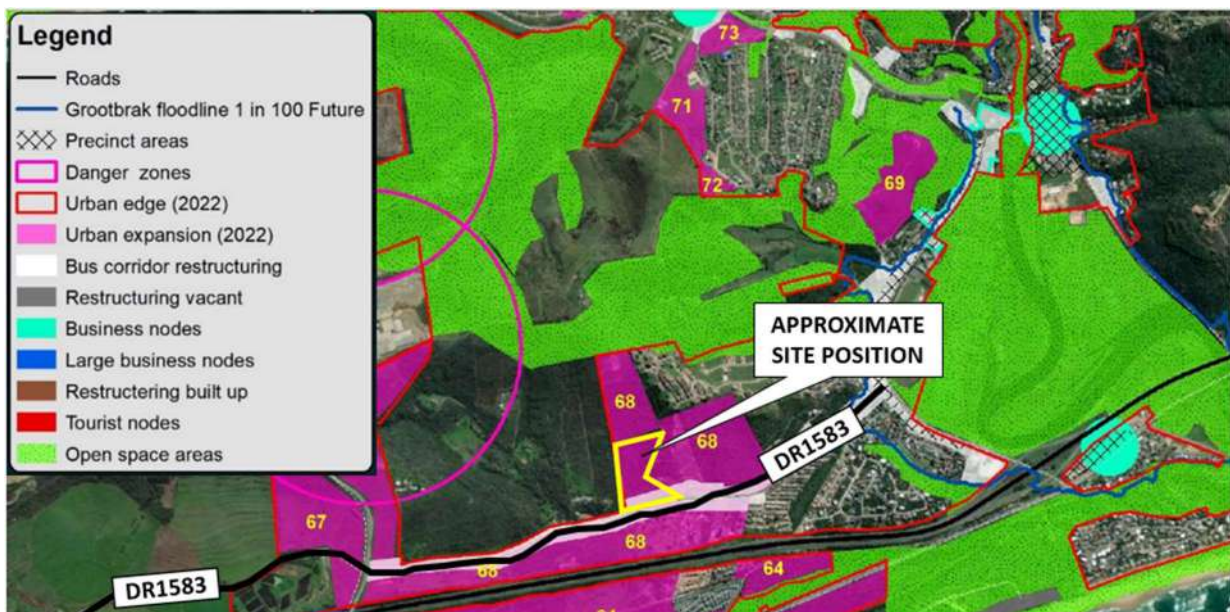 Legend
Roads
Grootbrak floodline 1 in 100 Future
Precinct areas
Danger zones
Urban edge (2022)
Urban expansion (2022)
Bus corridor restructuring
Restructuring vacant
Business nodes
Large business nodes
Restructering built up
Tourist nodes
Open space areas
73
71
72
69
APPROXIMATE
SITE POSITION
68
68
DR1583
67
68
68
64
DR1583